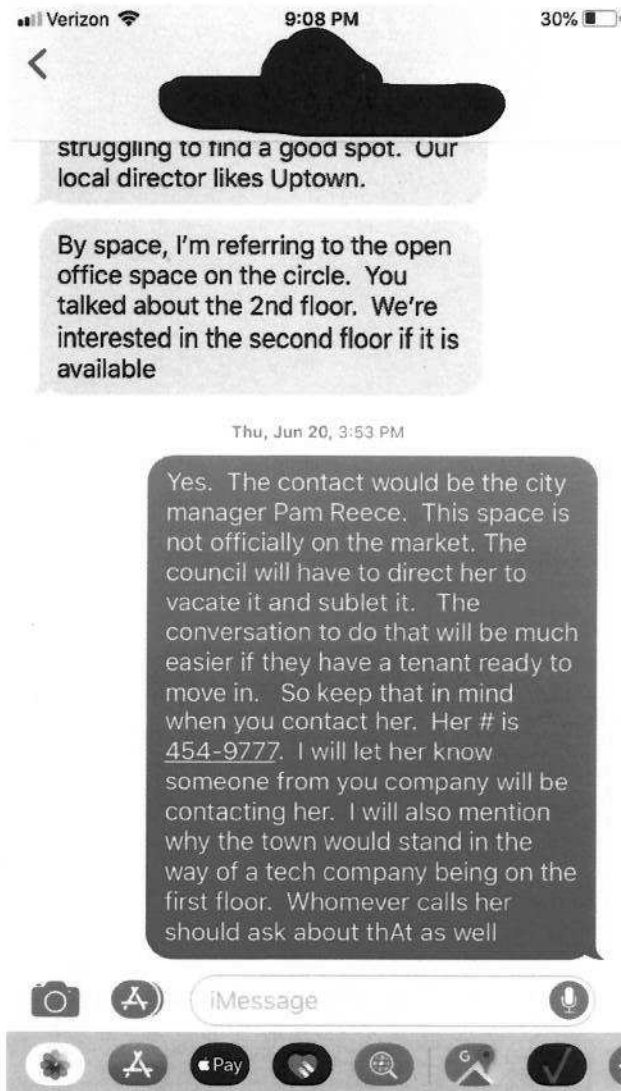 Verizon 9:08 PM 30%
struggling to find a good spot. Our
local director likes Uptown.
By space, I'm referring to the open
office space on the circle. You
talked about the 2nd floor. We're
interested in the second floor if it is
available
Thu, Jun 20, 3:53 PM
Yes. The contact would be the city
manager Pam Reece. This space is
not officially on the market. The
council will have to direct her to
vacate it and sublet it. The
conversation to do that will be much
easier if they have a tenant ready to
move in. So keep that in mind
when you contact her. Her # is
454-9777. I will let her know
someone from you company will be
contacting her. I will also mention
why the town would stand in the
way of a tech company being on the
first floor. Whomever calls her
should ask about thAt as well
iMessage
Pay
G